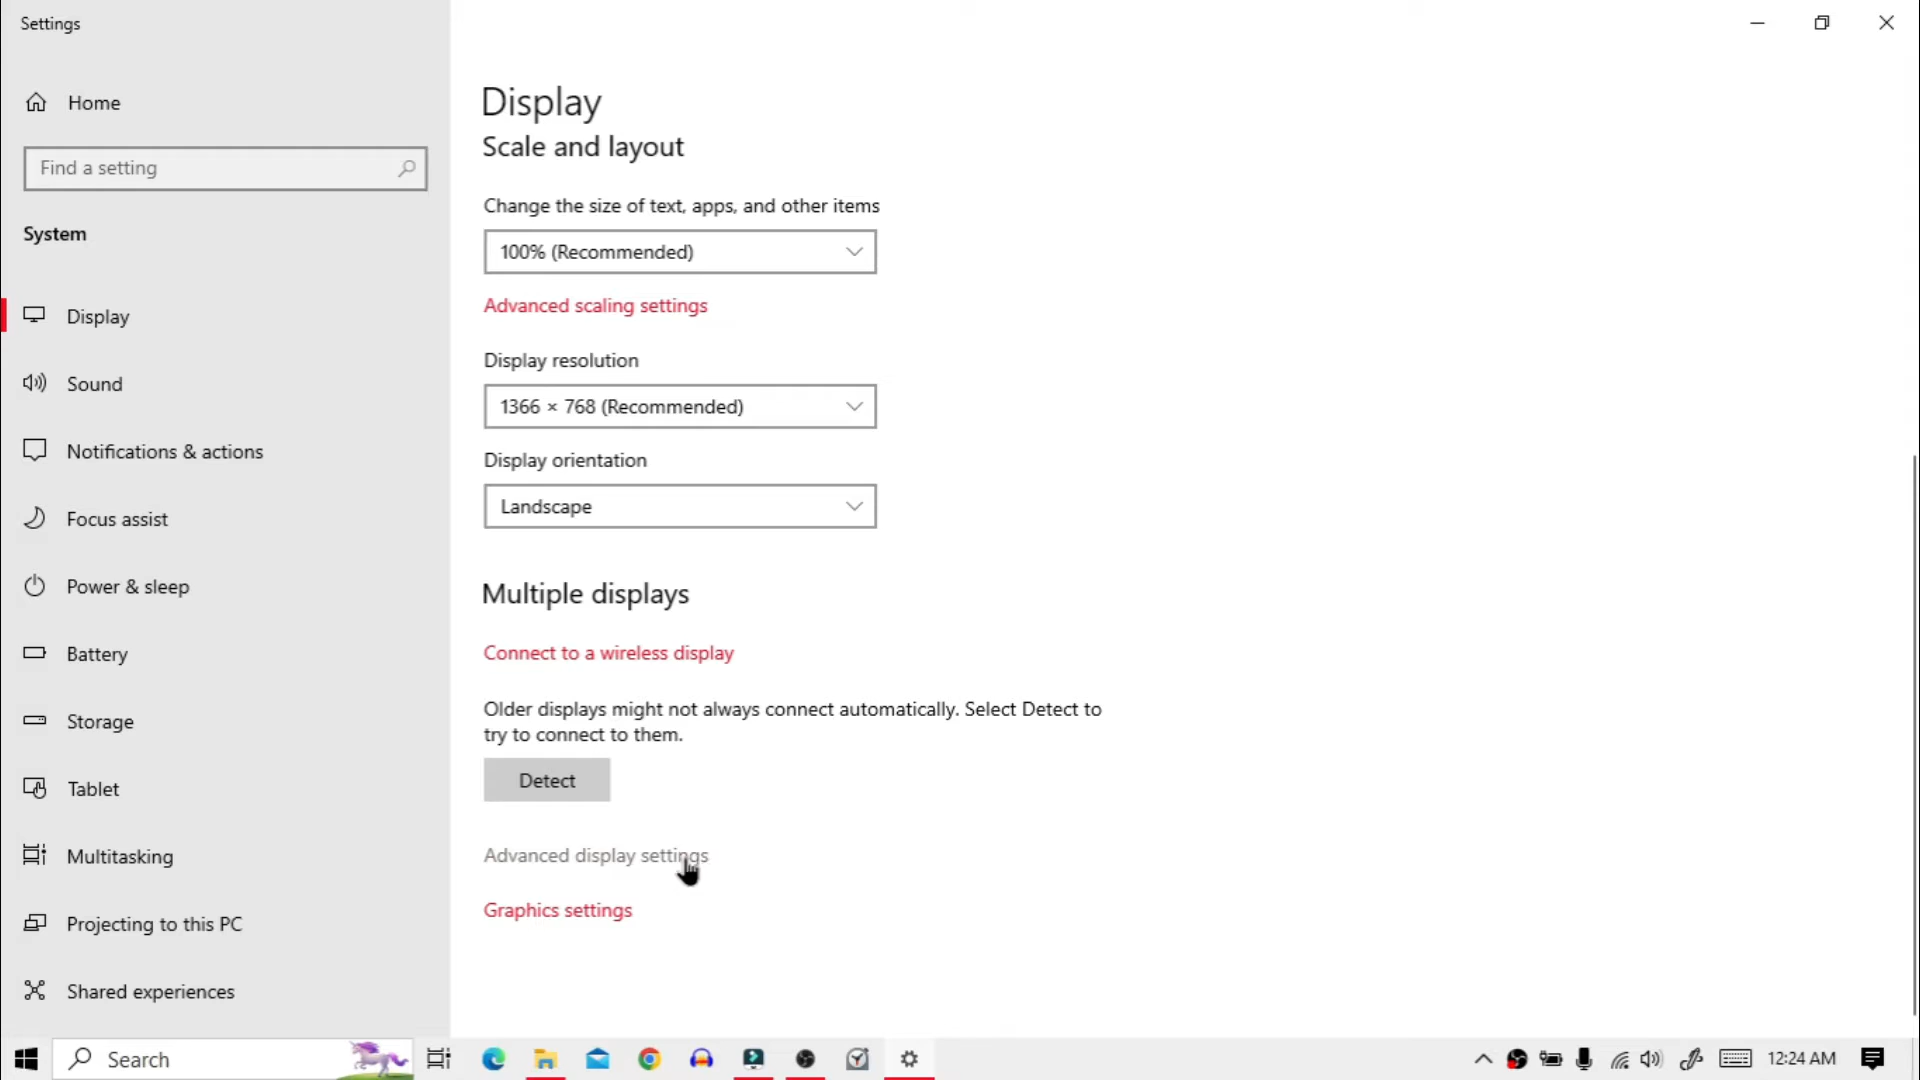 Settings
Home
Find a setting
System
Display
Sound
Notifications & actions
Focus assist
Power & sleep
Battery
Storage
Tablet
Multitasking
Projecting to this PC
Shared experiences
Display
Scale and layout
Change the size of text, apps, and other items
100% (Recommended)
Advanced scaling settings
Display resolution
1366 × 768 (Recommended)
Display orientation
Landscape
Multiple displays
Connect to a wireless display
Older displays might not always connect automatically. Select Detect to
try to connect to them.
Detect
Advanced display settings
Graphics settings
Search
12:24 AM